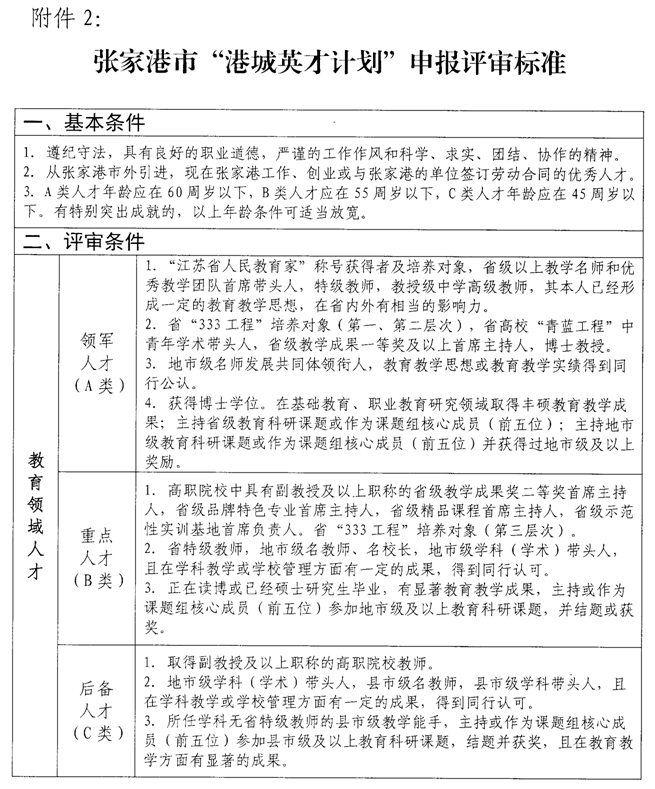 附件2：
张家港市“港城英才计划”申报评审标准
一、基本条件
1. 遵纪守法，具有良好的职业道德，严谨的工作作风和科学、求实、团结、协作的精神。
2. 从张家港市外引进，现在张家港工作、创业或与张家港的单位签订劳动合同的优秀人才。
3. A类人才年龄应在60周岁以下，B类人才应在55周岁以下，C类人才年龄应在45周岁以
下。有特别突出成就的，以上年龄条件可适当放宽。
二、评审条件
教育领域人才
领军
人才
（A类）
1. “江苏省人民教育家”称号获得者及培养对象，省级以上教学名师和优
秀教学团队首席带头人，特级教师，教授级中学高级教师，其本人已经形
成一定的教育教学思想，在省内外有相当的影响力。
2. 省“333工程”培养对象（第一、第二层次），省高校“青蓝工程”中
青年学术带头人，省级教学成果一等奖及以上首席主持人，博士教授。
3. 地市级名师发展共同体领衔人，教育教学思想或教育教学实绩得到同
行公认。
4. 获得博士学位。在基础教育、职业教育研究领域取得丰硕教育教学成
果；主持省级教育科研课题或作为课题组核心成员（前五位）；主持地市
级教育科研课题或作为课题组核心成员（前五位）并获得过地市级及以上
奖励。
重点
人才
（B类）
1. 高职院校中具有副教授及以上职称的省级教学成果奖二等奖首席主持
人，省级品牌特色专业首席主持人，省级精品课程首席主持人，省级示范
性实训基地首席负责人。省“333工程”培养对象（第三层次）。
2. 省特级教师，地市级名教师、名校长，地市级学科（学术）带头人，
且在学科教学或学校管理方面有一定的成果，得到同行认可。
3. 正在读博或已经硕士研究生毕业，有显著教育教学成果，主持或作为
课题组核心成员（前五位）参加地市级及以上教育科研课题，并结题或获
奖。
后备
人才
（C类）
1. 取得副教授及以上职称的高职院校教师。
2. 地市级学科（学术）带头人，县市级名教师，县市级学科带头人，且
在学科教学或学校管理方面有一定的成果，得到同行认可。
3. 所任学科无省特级教师的县市级教学能手，主持或作为课题组核心成
员（前五位）参加县市级及以上教育科研课题，结题并获奖，且在教育教
学方面有显著的成果。